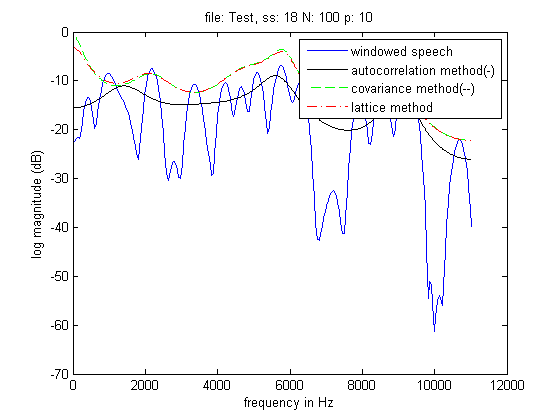 file: Test, ss: 18 N: 100 p: 10
windowed speech
autocorrelation method(-)
covariance method(--)
lattice method
log magnitude (dB)
0
-10
-20
-30
-40
-50
-60
-70
0 2000 4000 6000 8000 10000 12000
frequency in Hz